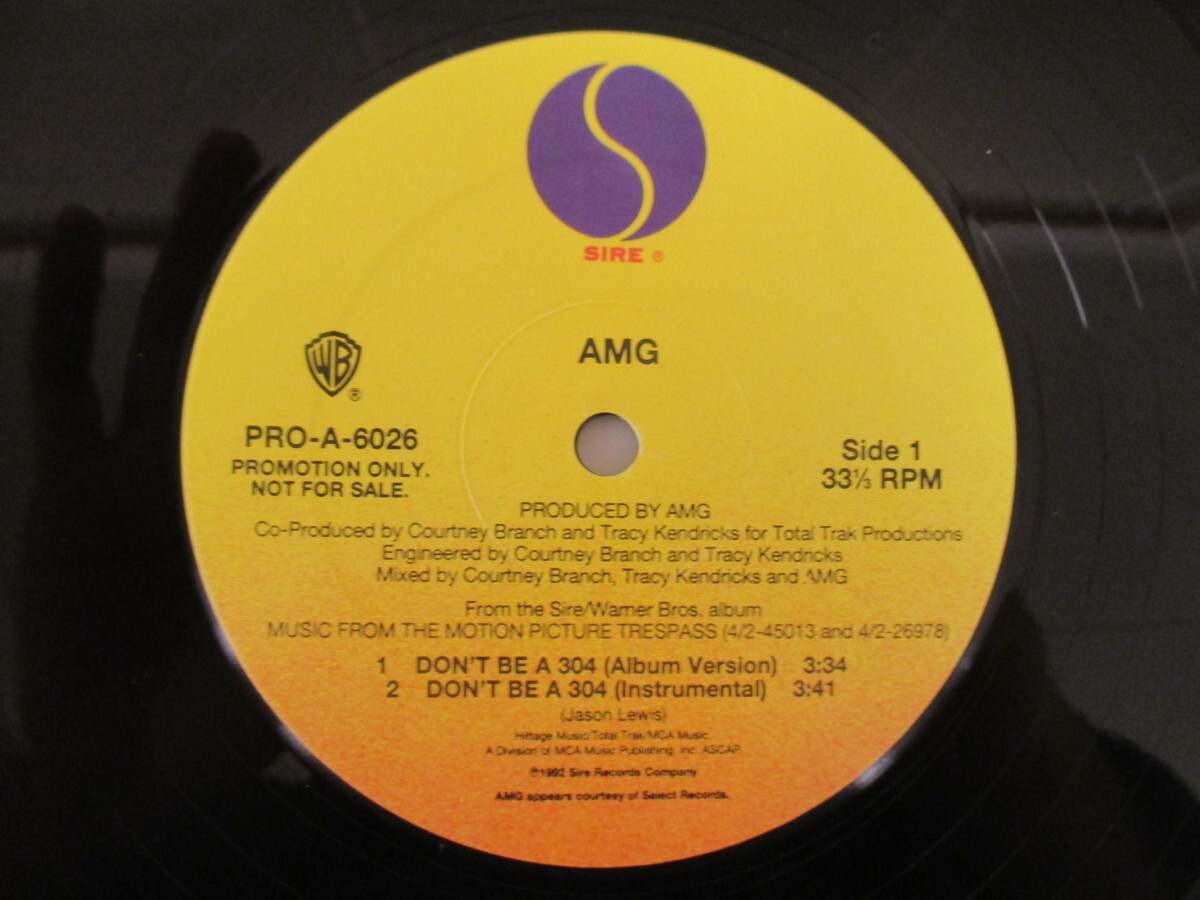 SIRE ®
AMG
WB ®
PRO-A-6026
PROMOTION ONLY.
NOT FOR SALE.
Side 1
33⅓ RPM
PRODUCED BY AMG
Co-Produced by Courtney Branch and Tracy Kendricks for Total Trak Productions
Engineered by Courtney Branch and Tracy Kendricks
Mixed by Courtney Branch, Tracy Kendricks and AMG
From the Sire/Warner Bros. album
MUSIC FROM THE MOTION PICTURE TRESPASS (4/2-45013 and 4/2-26978)
1 DON'T BE A 304 (Album Version) 3:34
2 DON'T BE A 304 (Instrumental) 3:41
(Jason Lewis)
Hittage Music/Total Trak/MCA Music,
A Division of MCA Music Publishing, Inc. ASCAP
℗1992 Sire Records Company
AMG appears courtesy of Select Records.